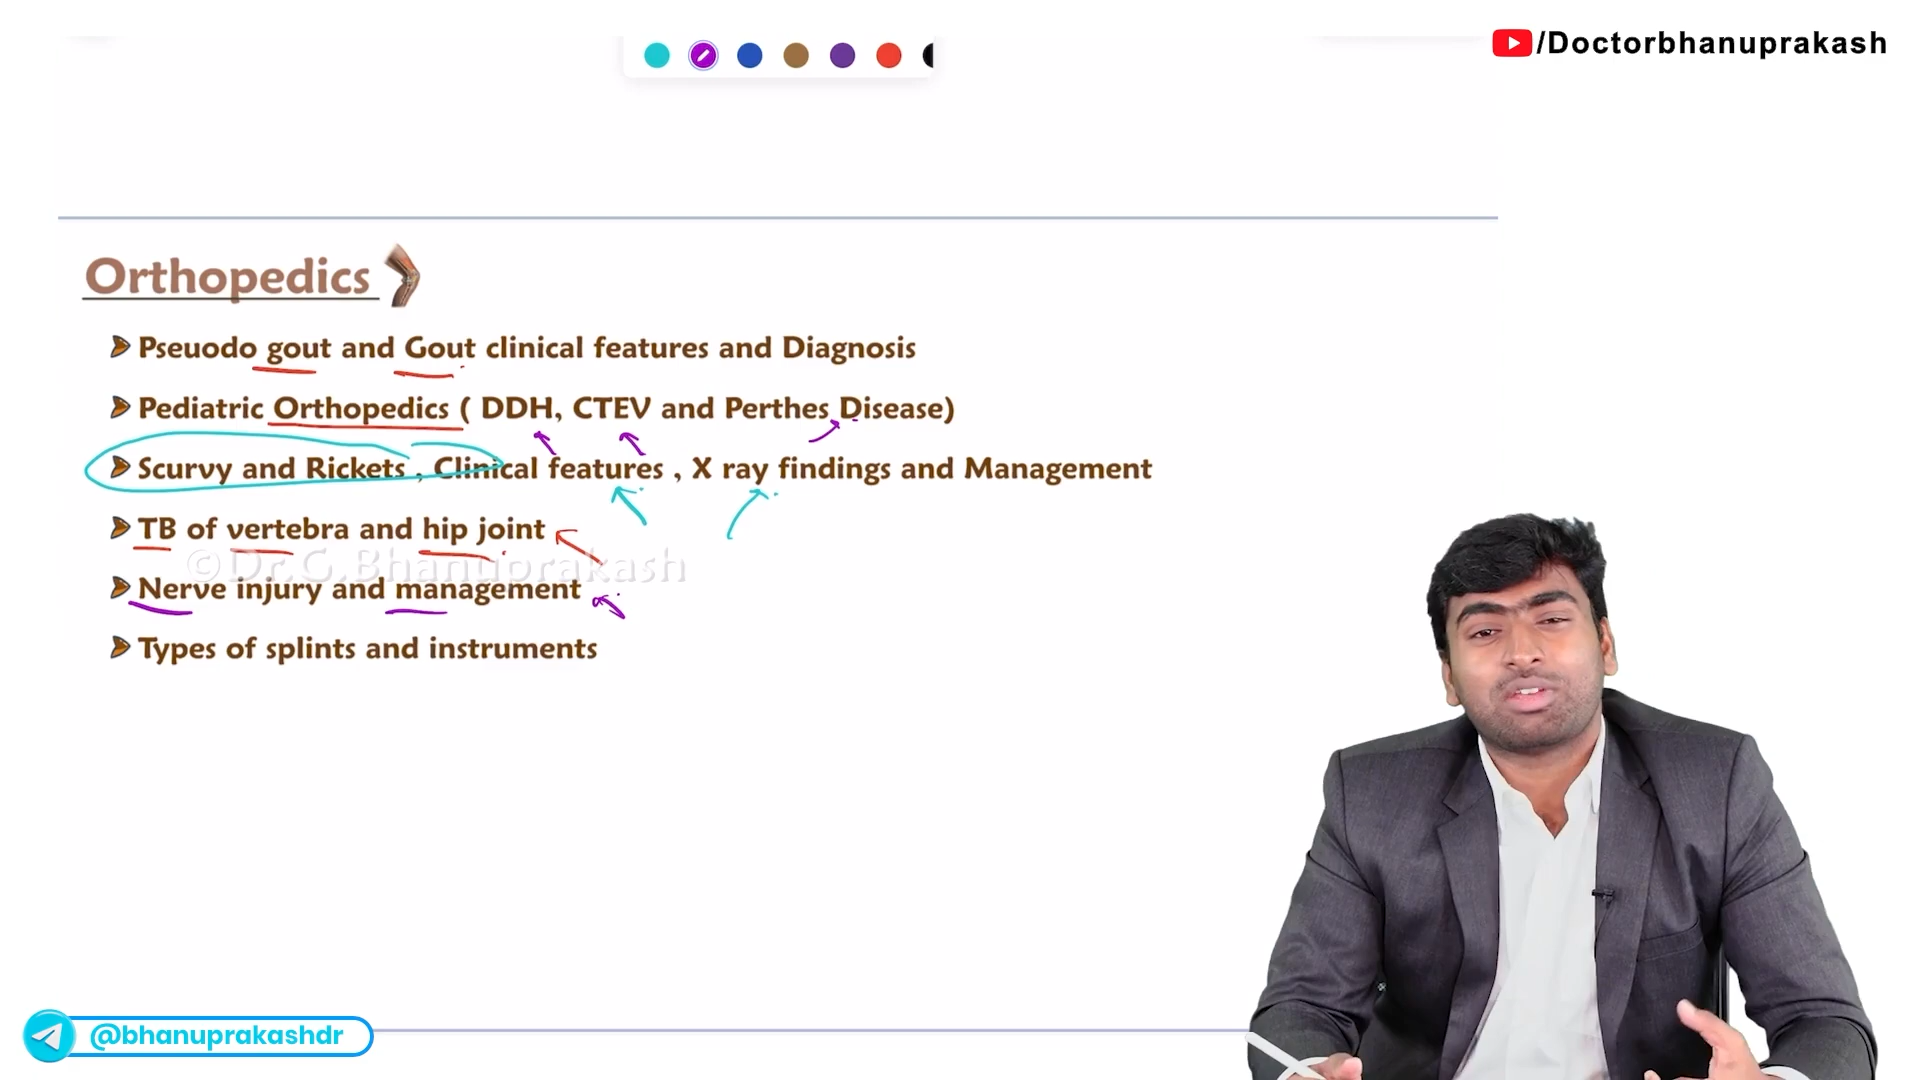 /Doctorbhanuprakash
Orthopedics
Pseuodo gout and Gout clinical features and Diagnosis
Pediatric Orthopedics ( DDH, CTEV and Perthes Disease)
Scurvy and Rickets , Clinical features , X ray findings and Management
TB of vertebra and hip joint
©Dr.G.Bhanuprakash
Nerve injury and management
Types of splints and instruments
@bhanuprakashdr